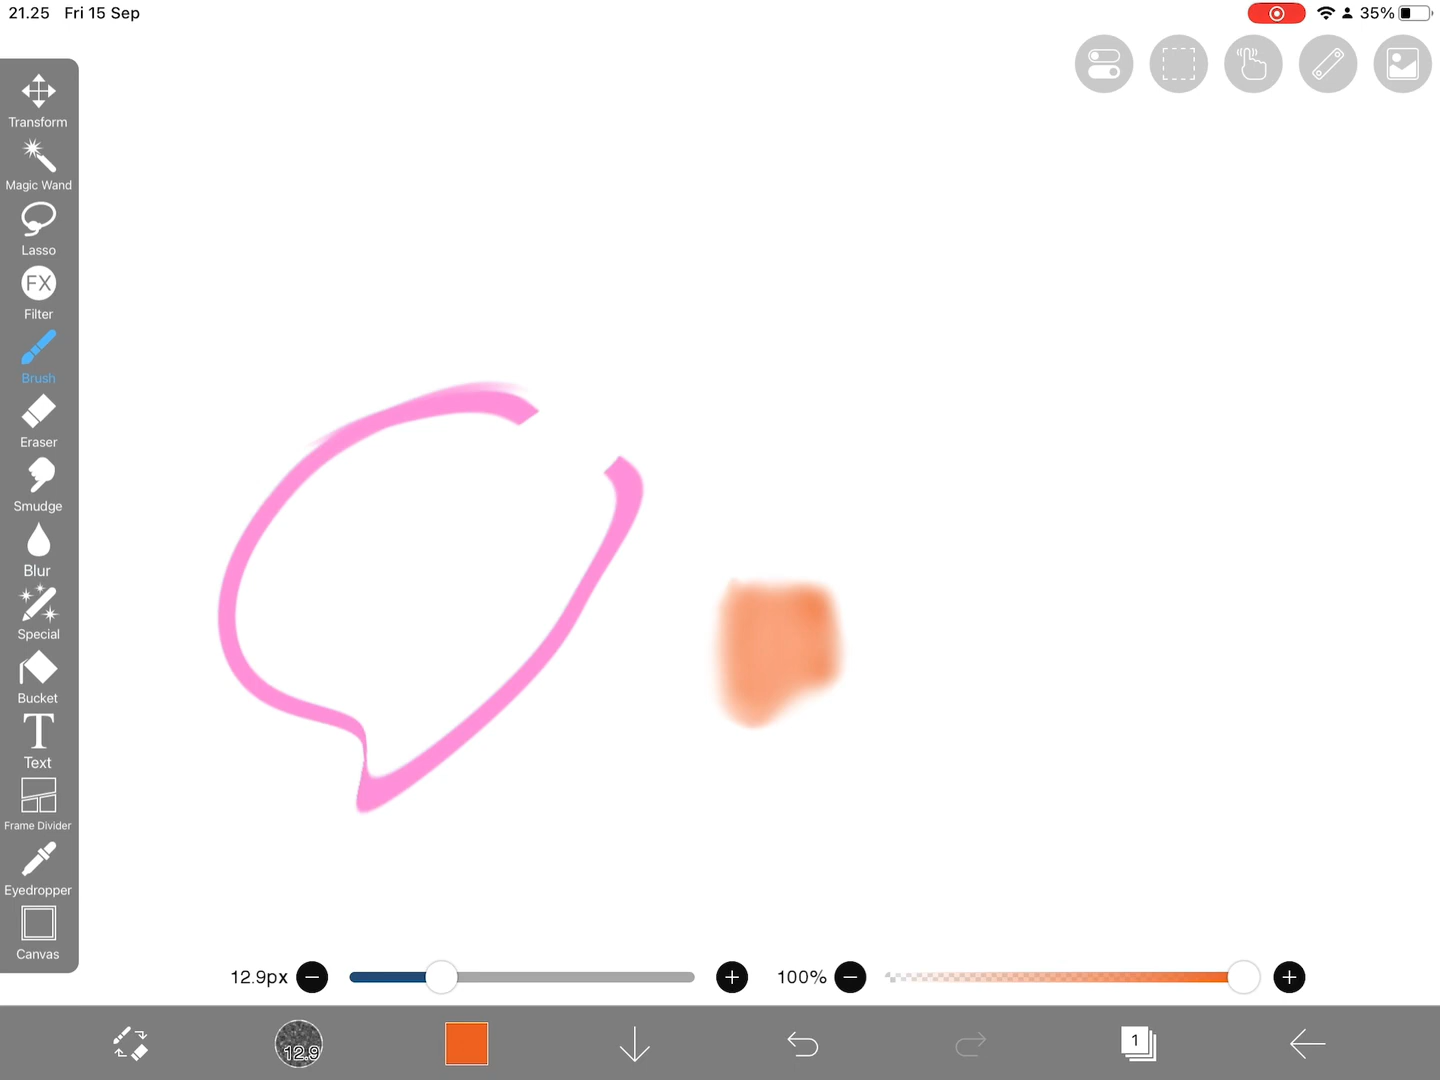 21.25 Fri 15 Sep
35%
Transform
Magic Wand
Lasso
FX
Filter
Brush
Eraser
Smudge
Blur
Special
Bucket
T
Text
Frame Divider
Eyedropper
Canvas
12.9px
100%
12.9
1